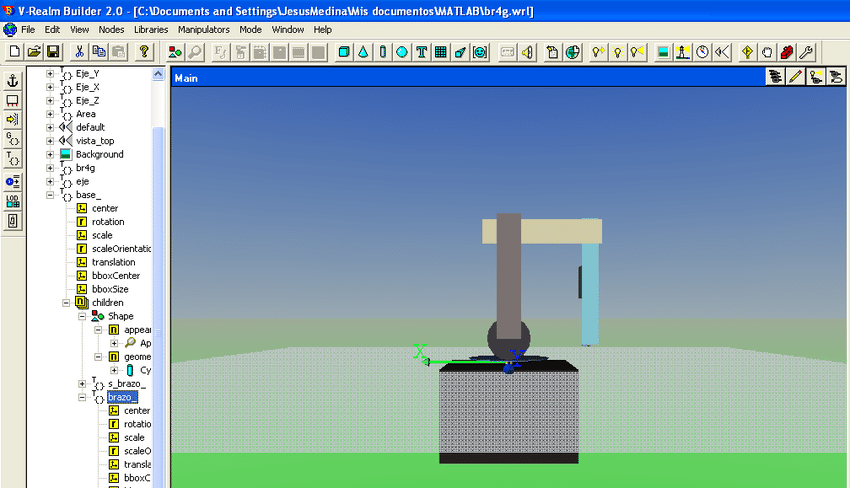 V-Realm Builder 2.0 - [C:\Documents and Settings\JesusMedina\Mis documentos\MATLAB\br4g.wrl]
File Edit View Nodes Libraries Manipulators Mode Window Help
Main
Eje_Y
Eje_X
Eje_Z
Area
default
vista_top
Background
br4g
eje
base_
center
rotation
scale
scaleOrientatic
translation
bboxCenter
bboxSize
children
Shape
appear
Ap
geome
Cy
s_brazo_
brazo_
center
rotatio
scale
scaleO
transla
bboxC
LOD
X
Y